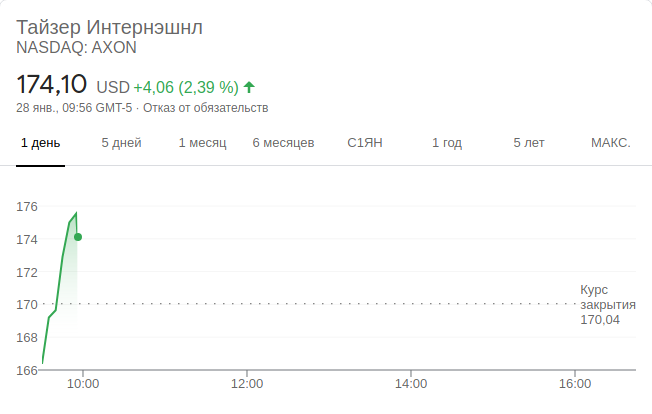 Тайзер Интернэшнл
NASDAQ: AXON
174,10 USD +4,06 (2,39 %)
28 янв., 09:56 GMT-5 · Отказ от обязательств
1 день 5 дней 1 месяц 6 месяцев С1ЯН 1 год 5 лет МАКС.
176
174
172
170
168
166
Курс
закрытия
170,04
10:00 12:00 14:00 16:00